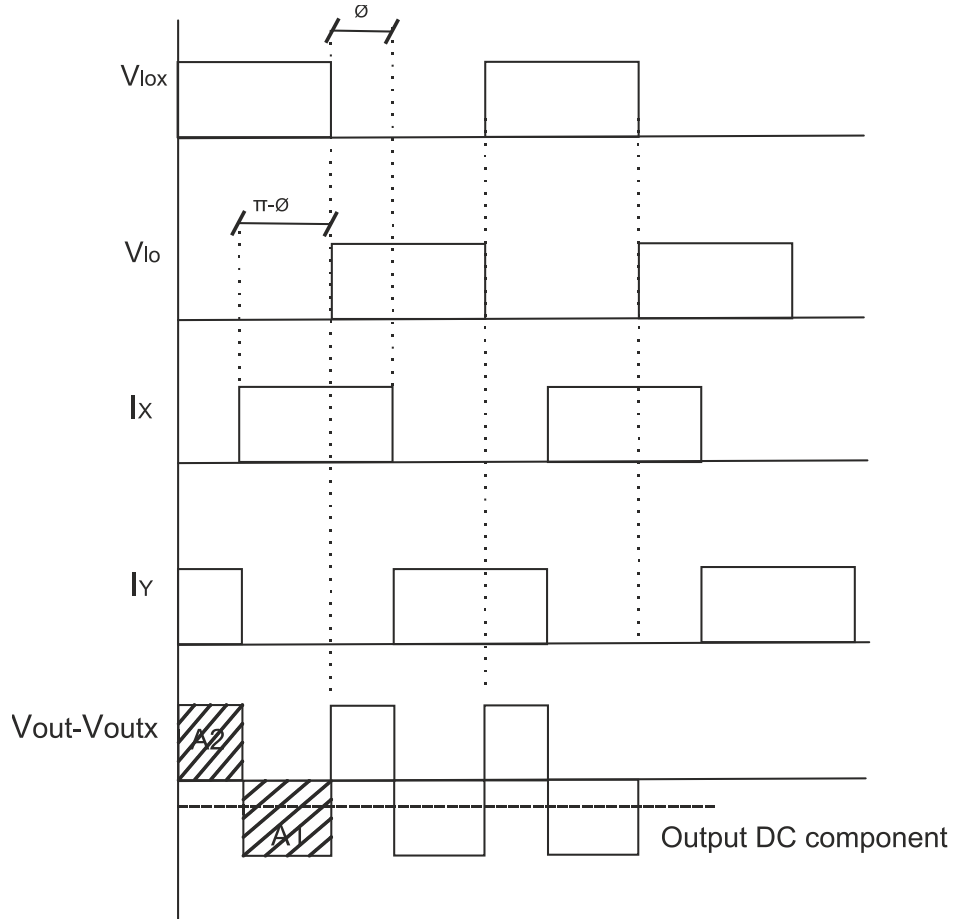 Ø
Vlox
π-Ø
Vlo
IX
IY
Vout-Voutx
A2
A1
Output DC component